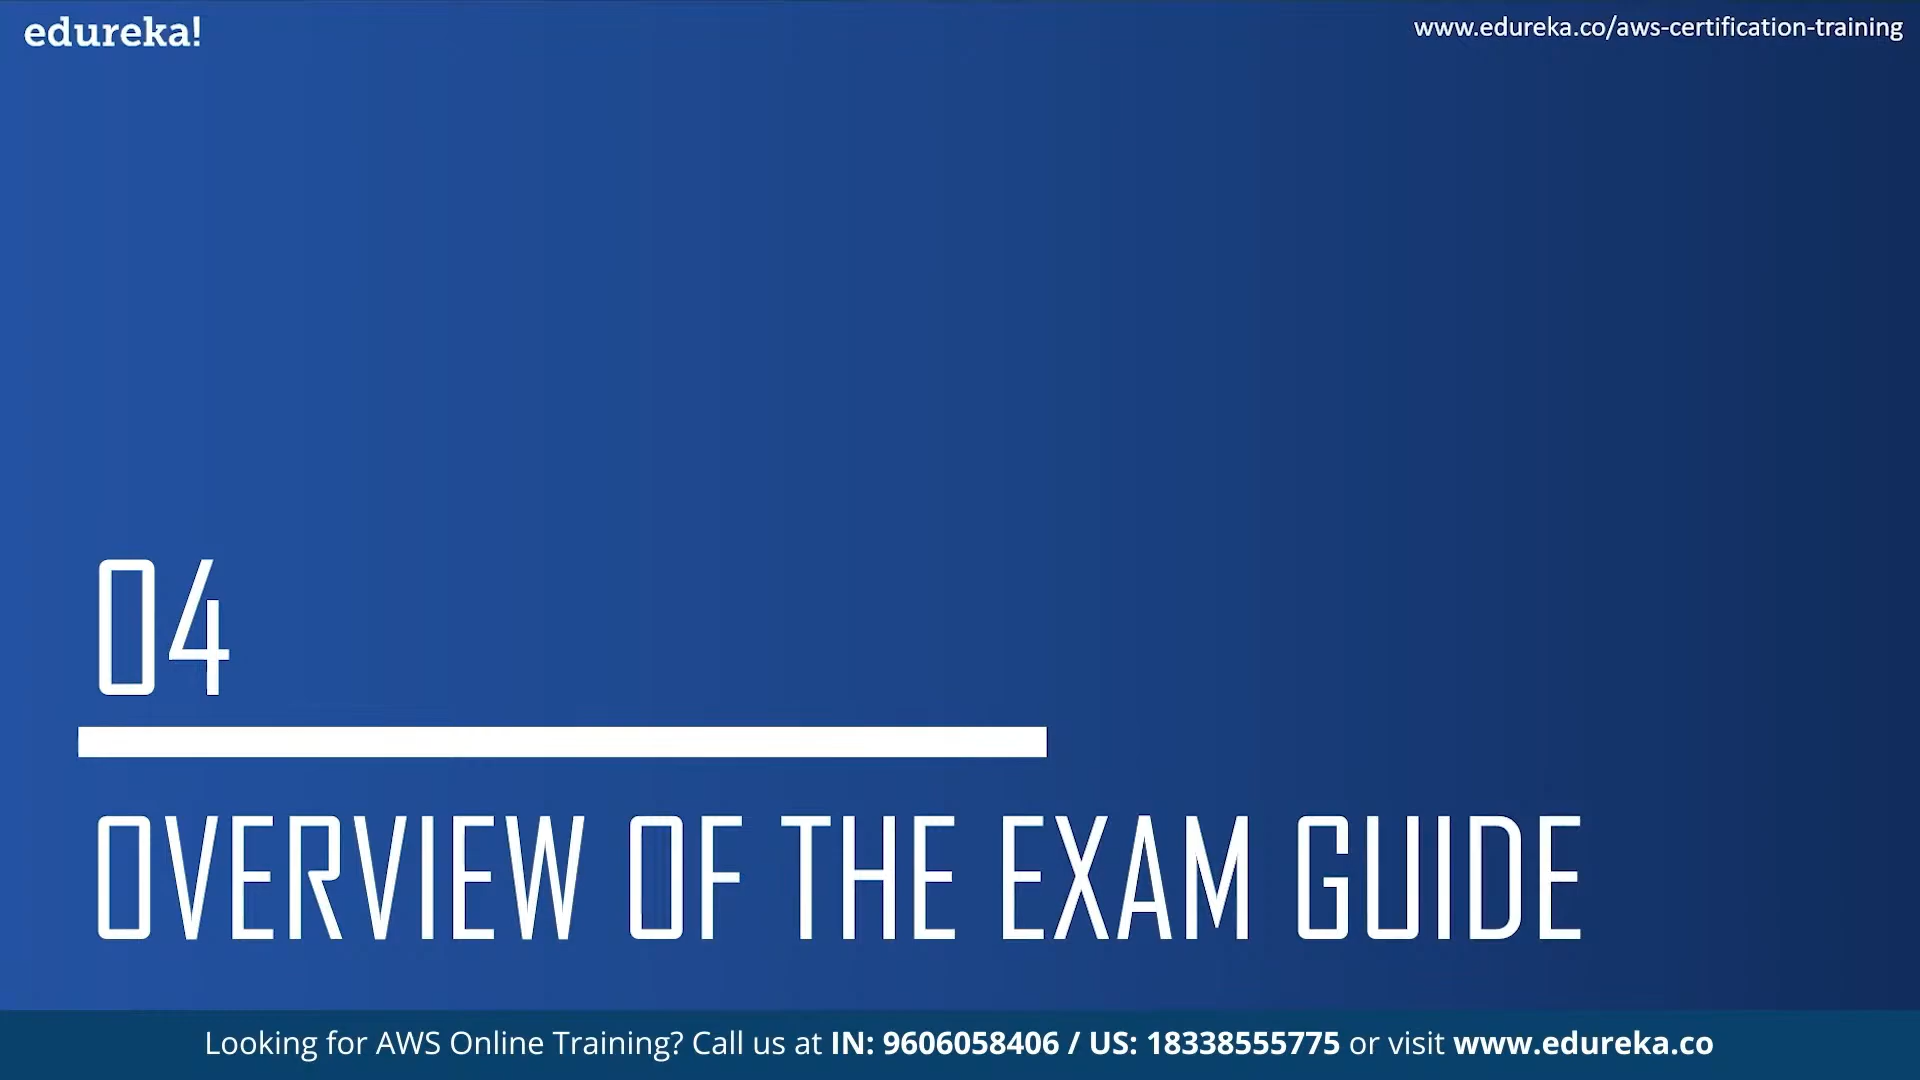 edureka!
www.edureka.co/aws-certification-training
04
OVERVIEW OF THE EXAM GUIDE
Looking for AWS Online Training? Call us at IN: 9606058406 / US: 18338555775 or visit www.edureka.co